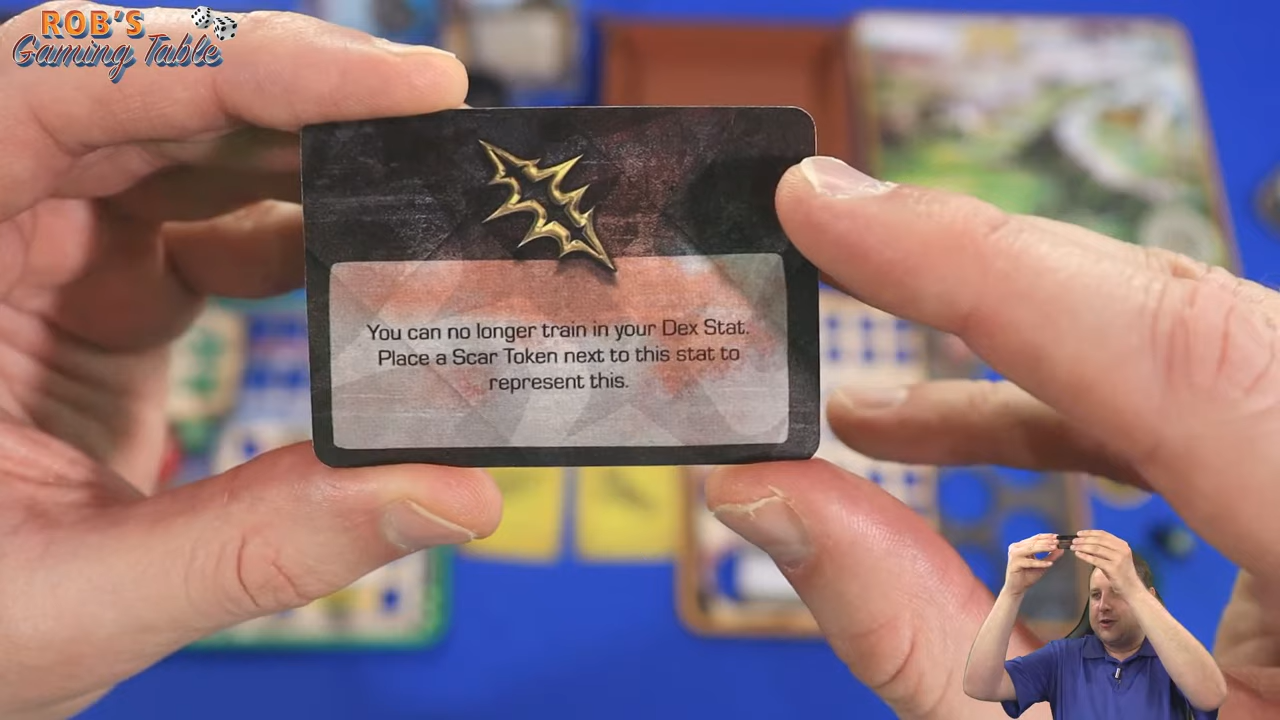 ROB'S
Gaming Table
You can no longer train in your Dex Stat.
Place a Scar Token next to this stat to
represent this.